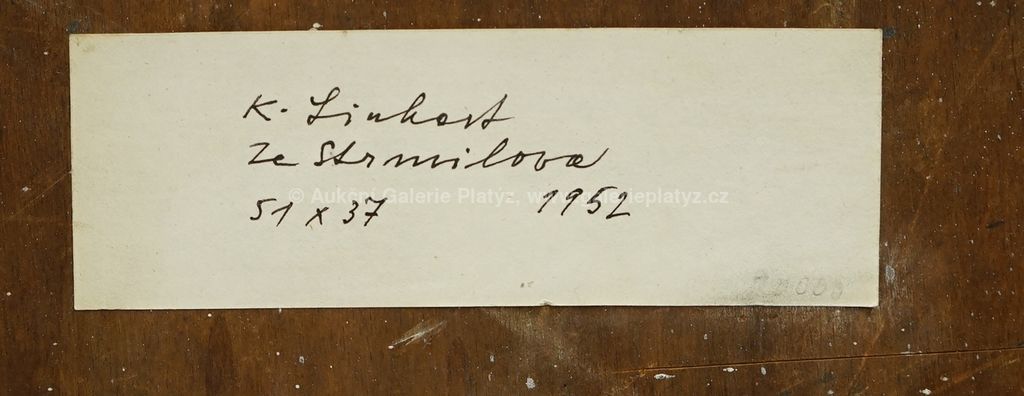 K. Linhart
Ze Strmilova
© Aukční Galerie Platýz, www.galerieplatyz.cz
51 x 37 1952